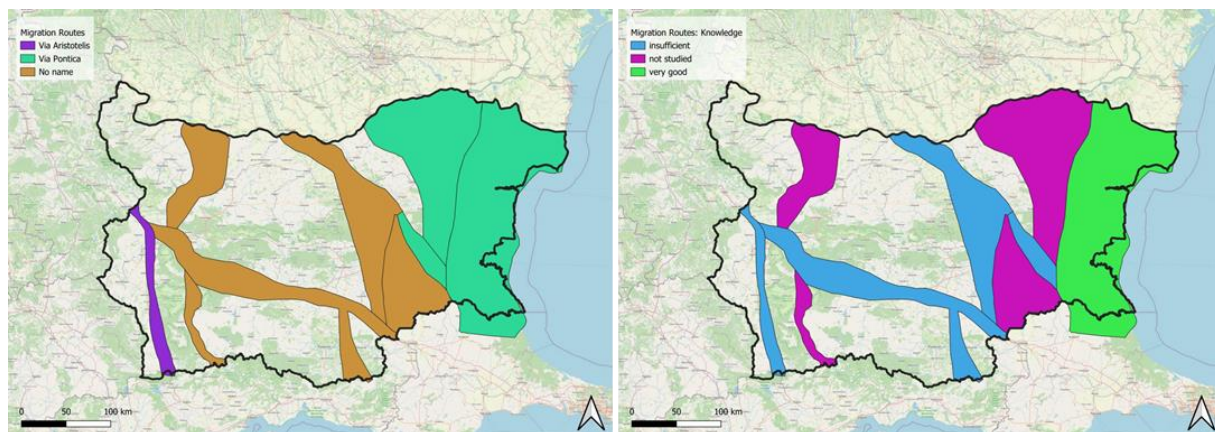 Migration Routes
Via Aristotelis
Via Pontica
No name
0 50 100 km
Migration Routes: Knowledge
insufficient
not studied
very good
0 50 100 km